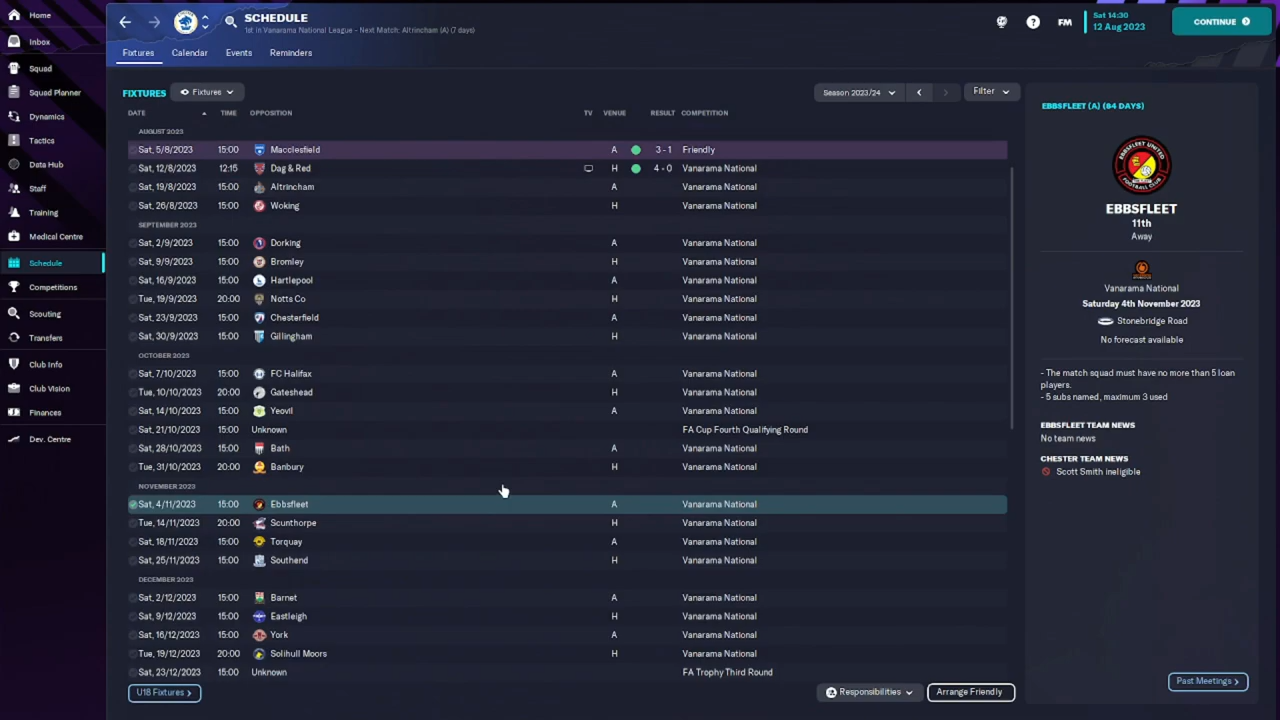 Home
Inbox
Squad
Squad Planner
Dynamics
Tactics
Data Hub
Staff
Training
Medical Centre
Schedule
Competitions
Scouting
Transfers
Club Info
Club Vision
Finances
Dev. Centre
SCHEDULE
1st in Vanarama National League - Next Match: Altrincham (A) (7 days)
FM
Sat 14:30
12 Aug 2023
CONTINUE
Fixtures Calendar Events Reminders
FIXTURES Fixtures Season 2023/24 Filter
DATE TIME OPPOSITION TV VENUE RESULT COMPETITION
AUGUST 2023
Sat, 5/8/2023 15:00 Macclesfield A 3 - 1 Friendly
Sat, 12/8/2023 12:15 Dag & Red H 4 - 0 Vanarama National
Sat, 19/8/2023 15:00 Altrincham A Vanarama National
Sat, 26/8/2023 15:00 Woking H Vanarama National
SEPTEMBER 2023
Sat, 2/9/2023 15:00 Dorking A Vanarama National
Sat, 9/9/2023 15:00 Bromley H Vanarama National
Sat, 16/9/2023 15:00 Hartlepool A Vanarama National
Tue, 19/9/2023 20:00 Notts Co H Vanarama National
Sat, 23/9/2023 15:00 Chesterfield A Vanarama National
Sat, 30/9/2023 15:00 Gillingham H Vanarama National
OCTOBER 2023
Sat, 7/10/2023 15:00 FC Halifax A Vanarama National
Tue, 10/10/2023 20:00 Gateshead H Vanarama National
Sat, 14/10/2023 15:00 Yeovil A Vanarama National
Sat, 21/10/2023 15:00 Unknown FA Cup Fourth Qualifying Round
Sat, 28/10/2023 15:00 Bath A Vanarama National
Tue, 31/10/2023 20:00 Banbury H Vanarama National
NOVEMBER 2023
Sat, 4/11/2023 15:00 Ebbsfleet A Vanarama National
Tue, 14/11/2023 20:00 Scunthorpe H Vanarama National
Sat, 18/11/2023 15:00 Torquay A Vanarama National
Sat, 25/11/2023 15:00 Southend H Vanarama National
DECEMBER 2023
Sat, 2/12/2023 15:00 Barnet A Vanarama National
Sat, 9/12/2023 15:00 Eastleigh H Vanarama National
Sat, 16/12/2023 15:00 York A Vanarama National
Tue, 19/12/2023 20:00 Solihull Moors H Vanarama National
Sat, 23/12/2023 15:00 Unknown FA Trophy Third Round
U18 Fixtures Responsibilities Arrange Friendly
EBBSFLEET (A) (84 DAYS)
EBBSFLEET UNITED
FOOTBALL CLUB
EBBSFLEET
11th
Away
Vanarama National
Saturday 4th November 2023
Stonebridge Road
No forecast available
- The match squad must have no more than 5 loan
players.
- 5 subs named, maximum 3 used
EBBSFLEET TEAM NEWS
No team news
CHESTER TEAM NEWS
Scott Smith ineligible
Past Meetings